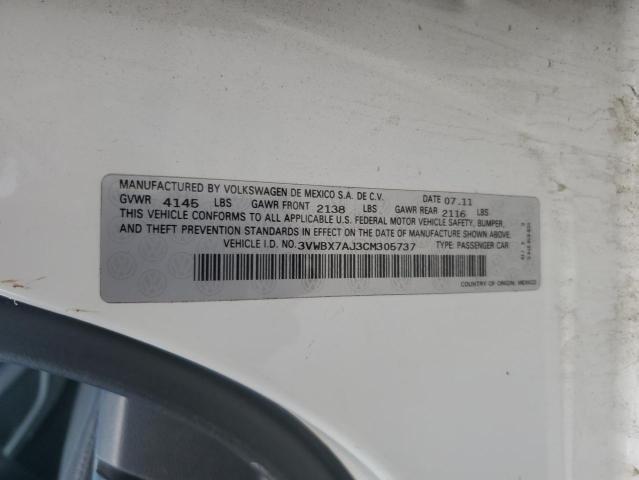 MANUFACTURED BY VOLKSWAGEN DE MEXICO S.A. DE C.V. DATE 07.11
GVWR 4145 LBS GAWR FRONT 2138 LBS GAWR REAR 2116 LBS
THIS VEHICLE CONFORMS TO ALL APPLICABLE U.S. FEDERAL MOTOR VEHICLE SAFETY, BUMPER,
AND THEFT PREVENTION STANDARDS IN EFFECT ON THE DATE OF MANUFACTURE SHOWN ABOVE.
VEHICLE I.D. NO. 3VWBX7AJ3CM305737 TYPE: PASSENGER CAR
COUNTRY OF ORIGIN: MEXICO